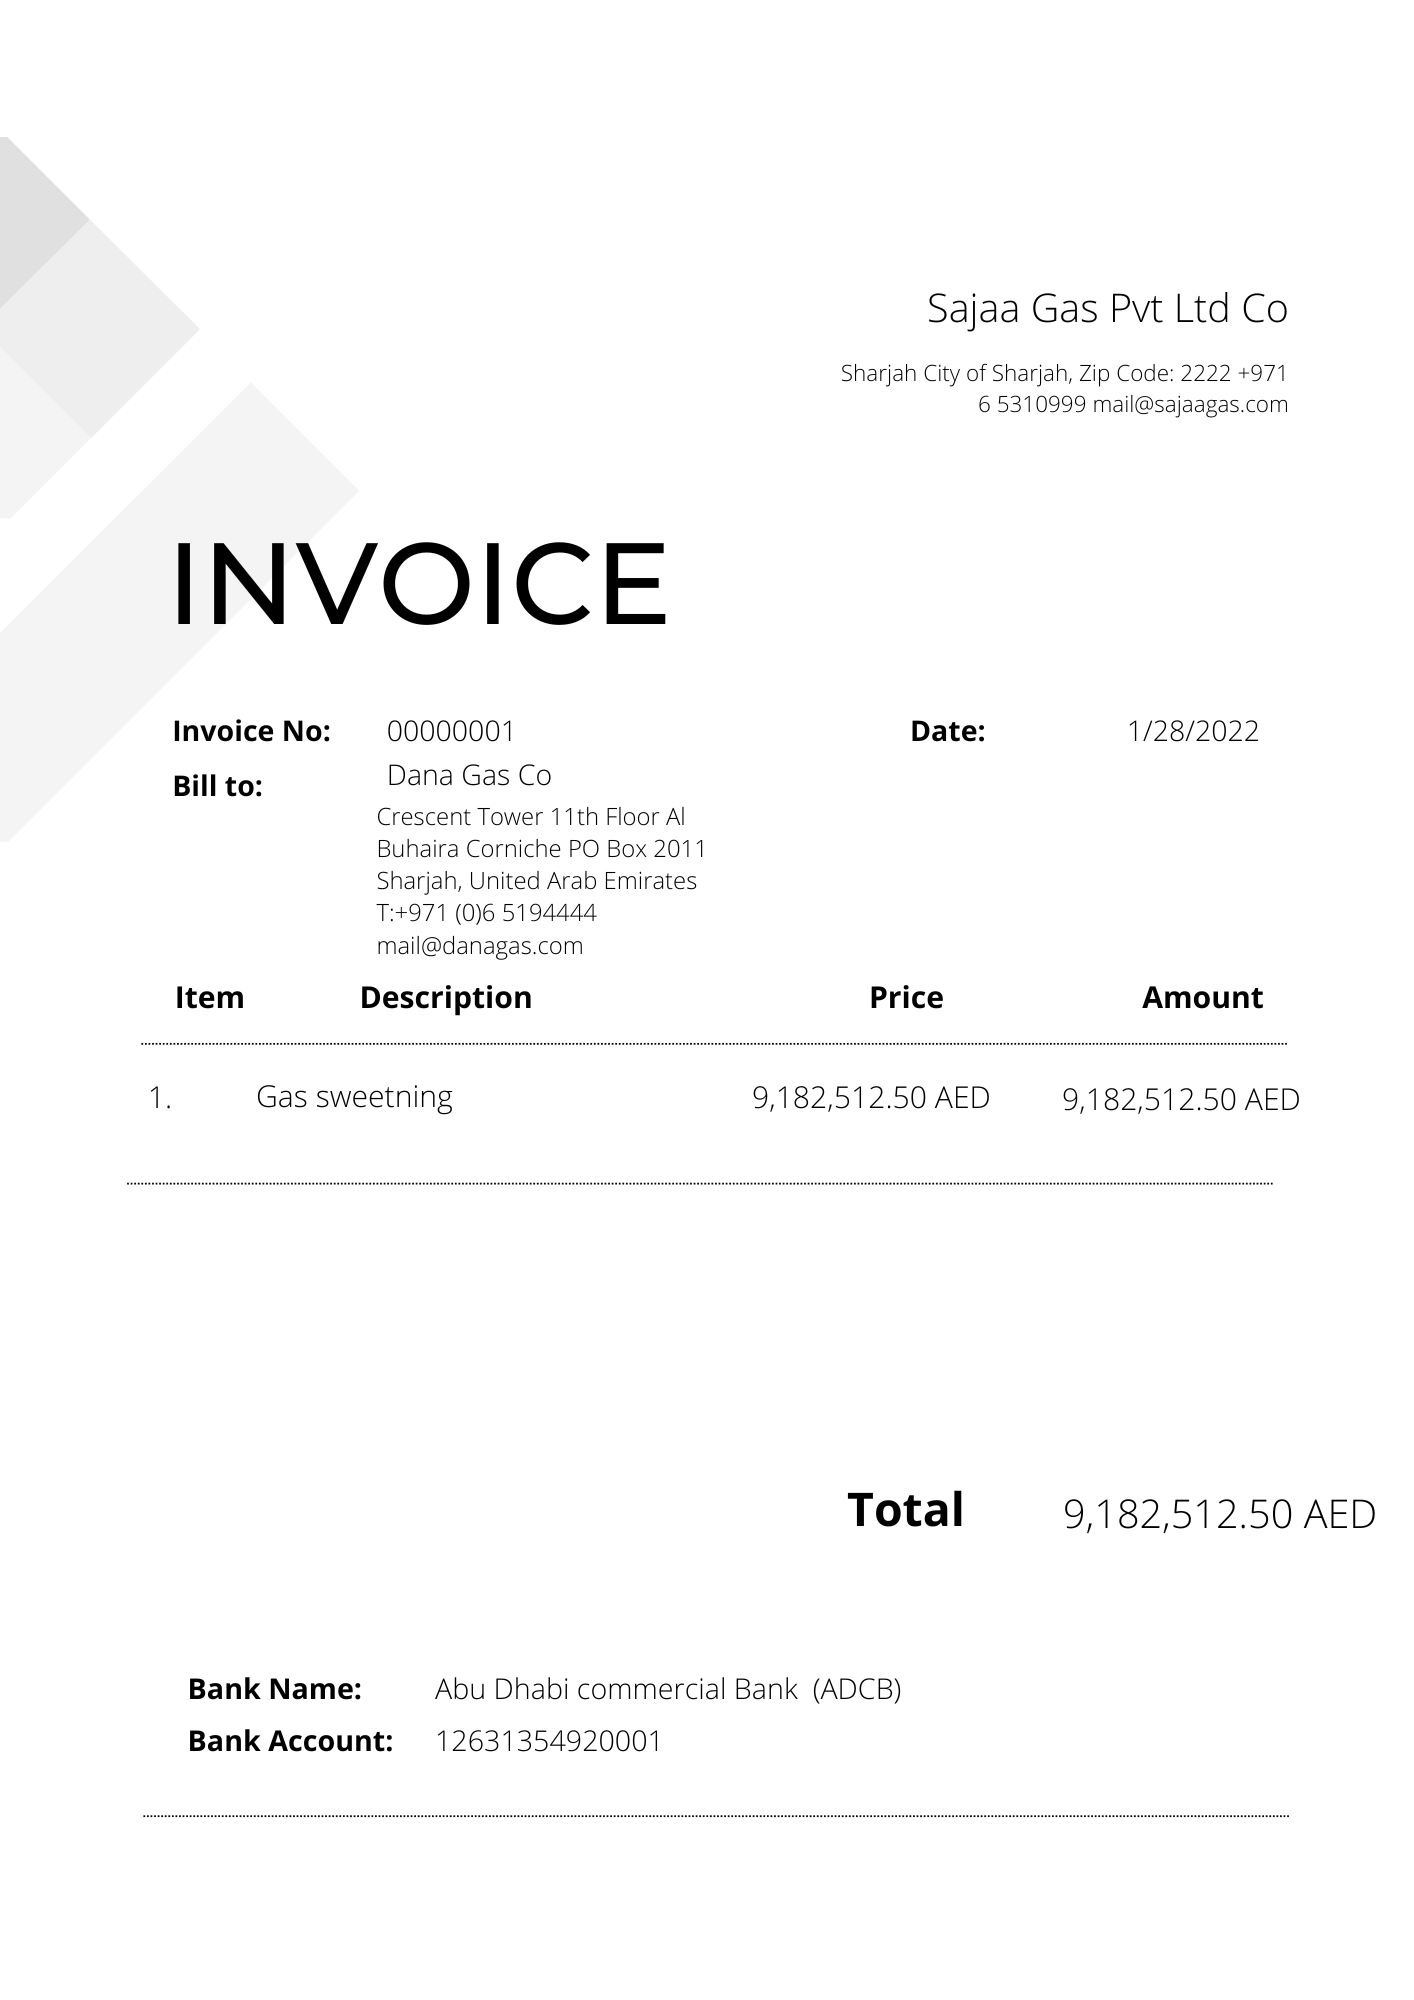 Sajaa Gas Pvt Ltd Co
Sharjah City of Sharjah, Zip Code: 2222 +971
6 5310999 mail@sajaagas.com
INVOICE
Invoice No: 00000001 Date: 1/28/2022
Bill to: Dana Gas Co
Crescent Tower 11th Floor Al
Buhaira Corniche PO Box 2011
Sharjah, United Arab Emirates
T:+971 (0)6 5194444
mail@danagas.com
Item Description Price Amount
1. Gas sweetning 9,182,512.50 AED 9,182,512.50 AED
Total 9,182,512.50 AED
Bank Name: Abu Dhabi commercial Bank (ADCB)
Bank Account: 12631354920001